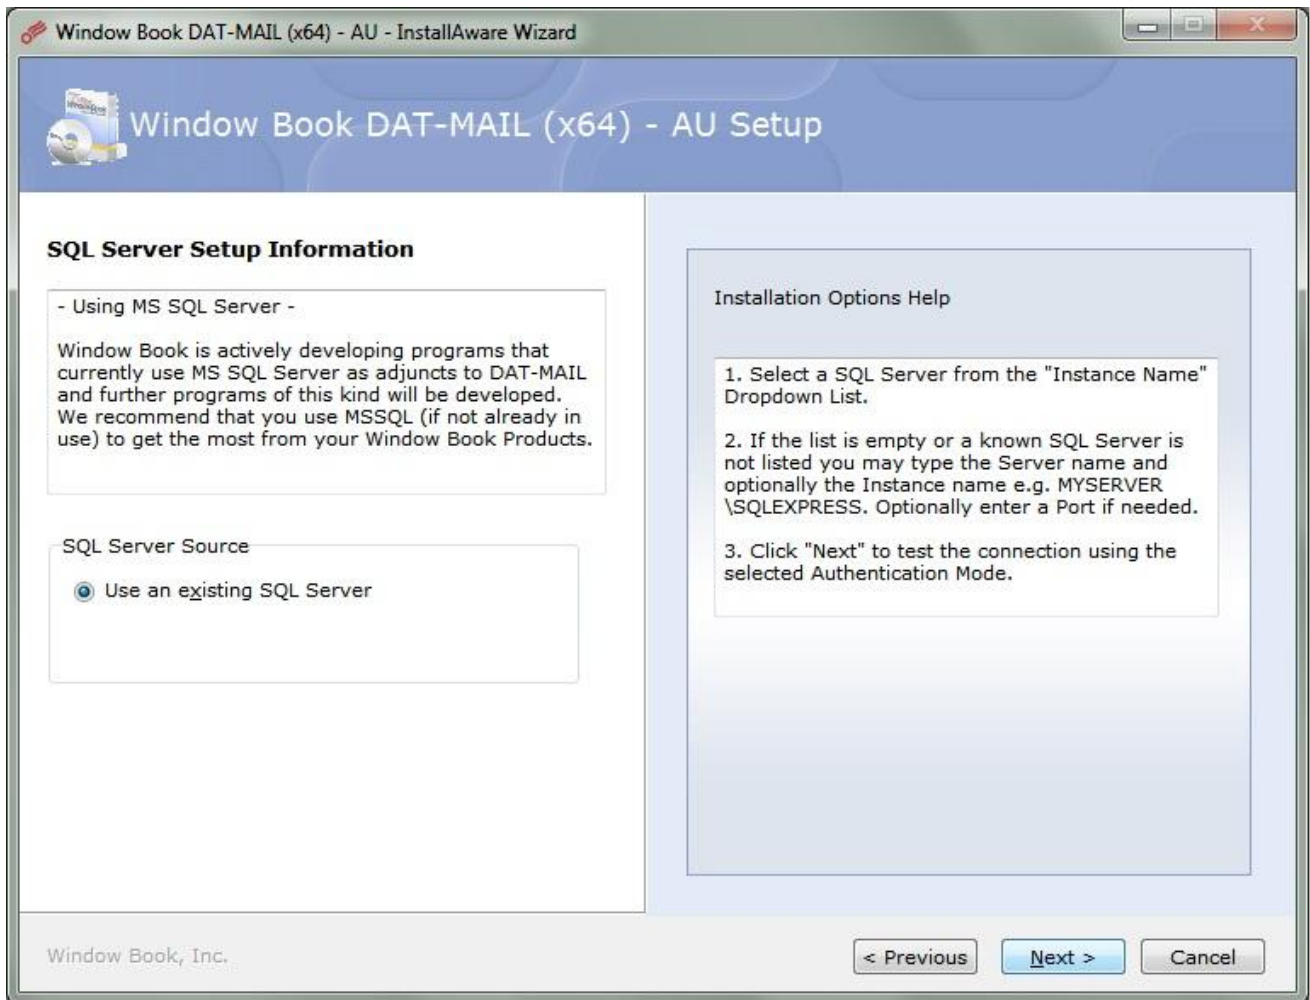 Window Book DAT-MAIL (x64) - AU - InstallAware Wizard
Window Book DAT-MAIL (x64) - AU Setup
SQL Server Setup Information
- Using MS SQL Server -
Window Book is actively developing programs that
currently use MS SQL Server as adjuncts to DAT-MAIL
and further programs of this kind will be developed.
We recommend that you use MSSQL (if not already in
use) to get the most from your Window Book Products.
SQL Server Source
Use an existing SQL Server
Installation Options Help
1. Select a SQL Server from the "Instance Name"
Dropdown List.
2. If the list is empty or a known SQL Server is
not listed you may type the Server name and
optionally the Instance name e.g. MYSERVER
\SQLEXPRESS. Optionally enter a Port if needed.
3. Click "Next" to test the connection using the
selected Authentication Mode.
Window Book, Inc.
< Previous
Next >
Cancel